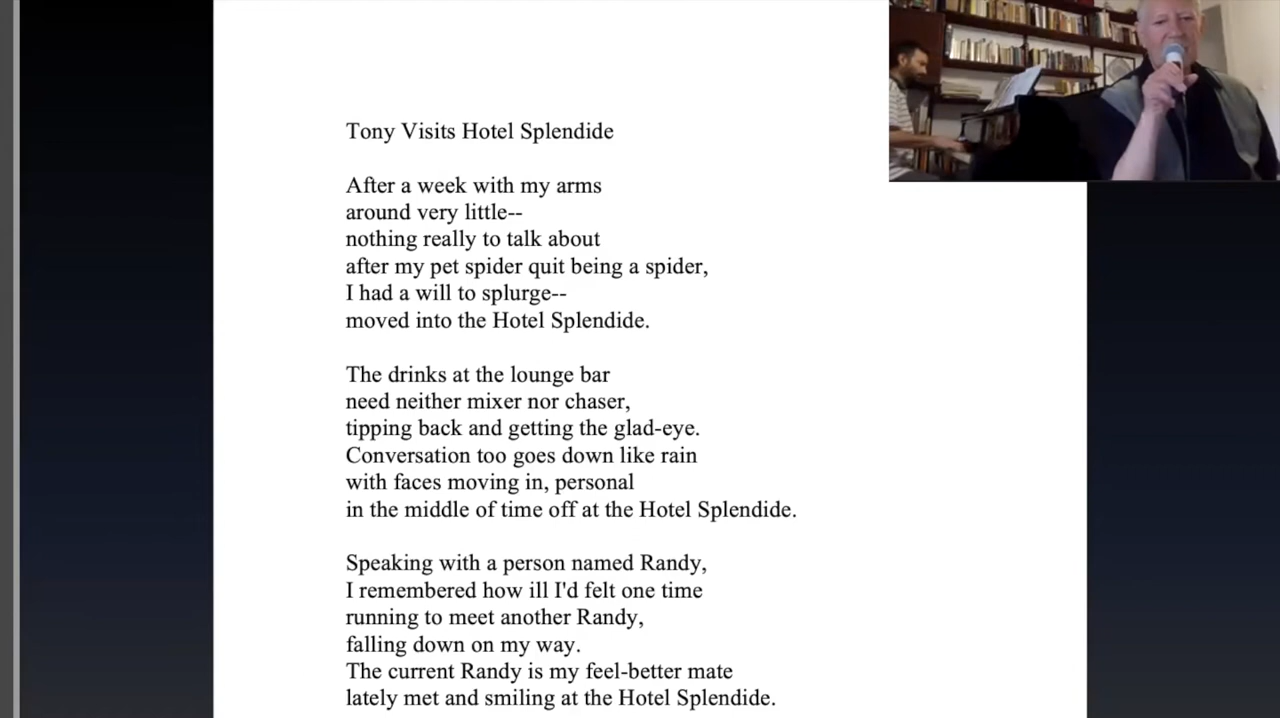 Tony Visits Hotel Splendide
After a week with my arms
around very little--
nothing really to talk about
after my pet spider quit being a spider,
I had a will to splurge--
moved into the Hotel Splendide.
The drinks at the lounge bar
need neither mixer nor chaser,
tipping back and getting the glad-eye.
Conversation too goes down like rain
with faces moving in, personal
in the middle of time off at the Hotel Splendide.
Speaking with a person named Randy,
I remembered how ill I'd felt one time
running to meet another Randy,
falling down on my way.
The current Randy is my feel-better mate
lately met and smiling at the Hotel Splendide.